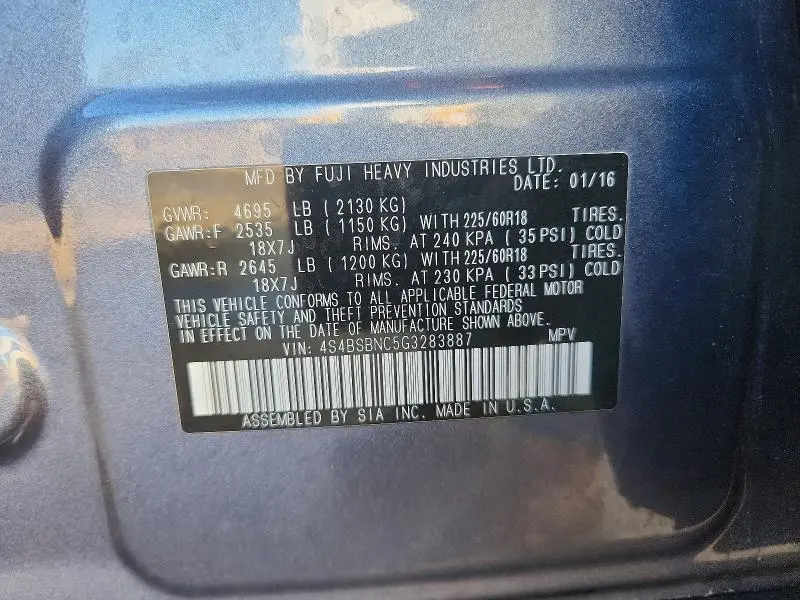 MFD BY FUJI HEAVY INDUSTRIES LTD.
DATE: 01/16
GVWR: 4695 LB ( 2130 KG)
GAWR:F 2535 LB ( 1150 KG) WITH 225/60R18 TIRES.
18X7J RIMS. AT 240 KPA ( 35 PSI) COLD
GAWR:R 2645 LB ( 1200 KG) WITH 225/60R18 TIRES.
18X7J RIMS. AT 230 KPA ( 33 PSI) COLD
THIS VEHICLE CONFORMS TO ALL APPLICABLE FEDERAL MOTOR
VEHICLE SAFETY AND THEFT PREVENTION STANDARDS
IN EFFECT ON THE DATE OF MANUFACTURE SHOWN ABOVE.
VIN: 4S4BSBNC5G3283887 MPV
ASSEMBLED BY SIA INC. MADE IN U.S.A.